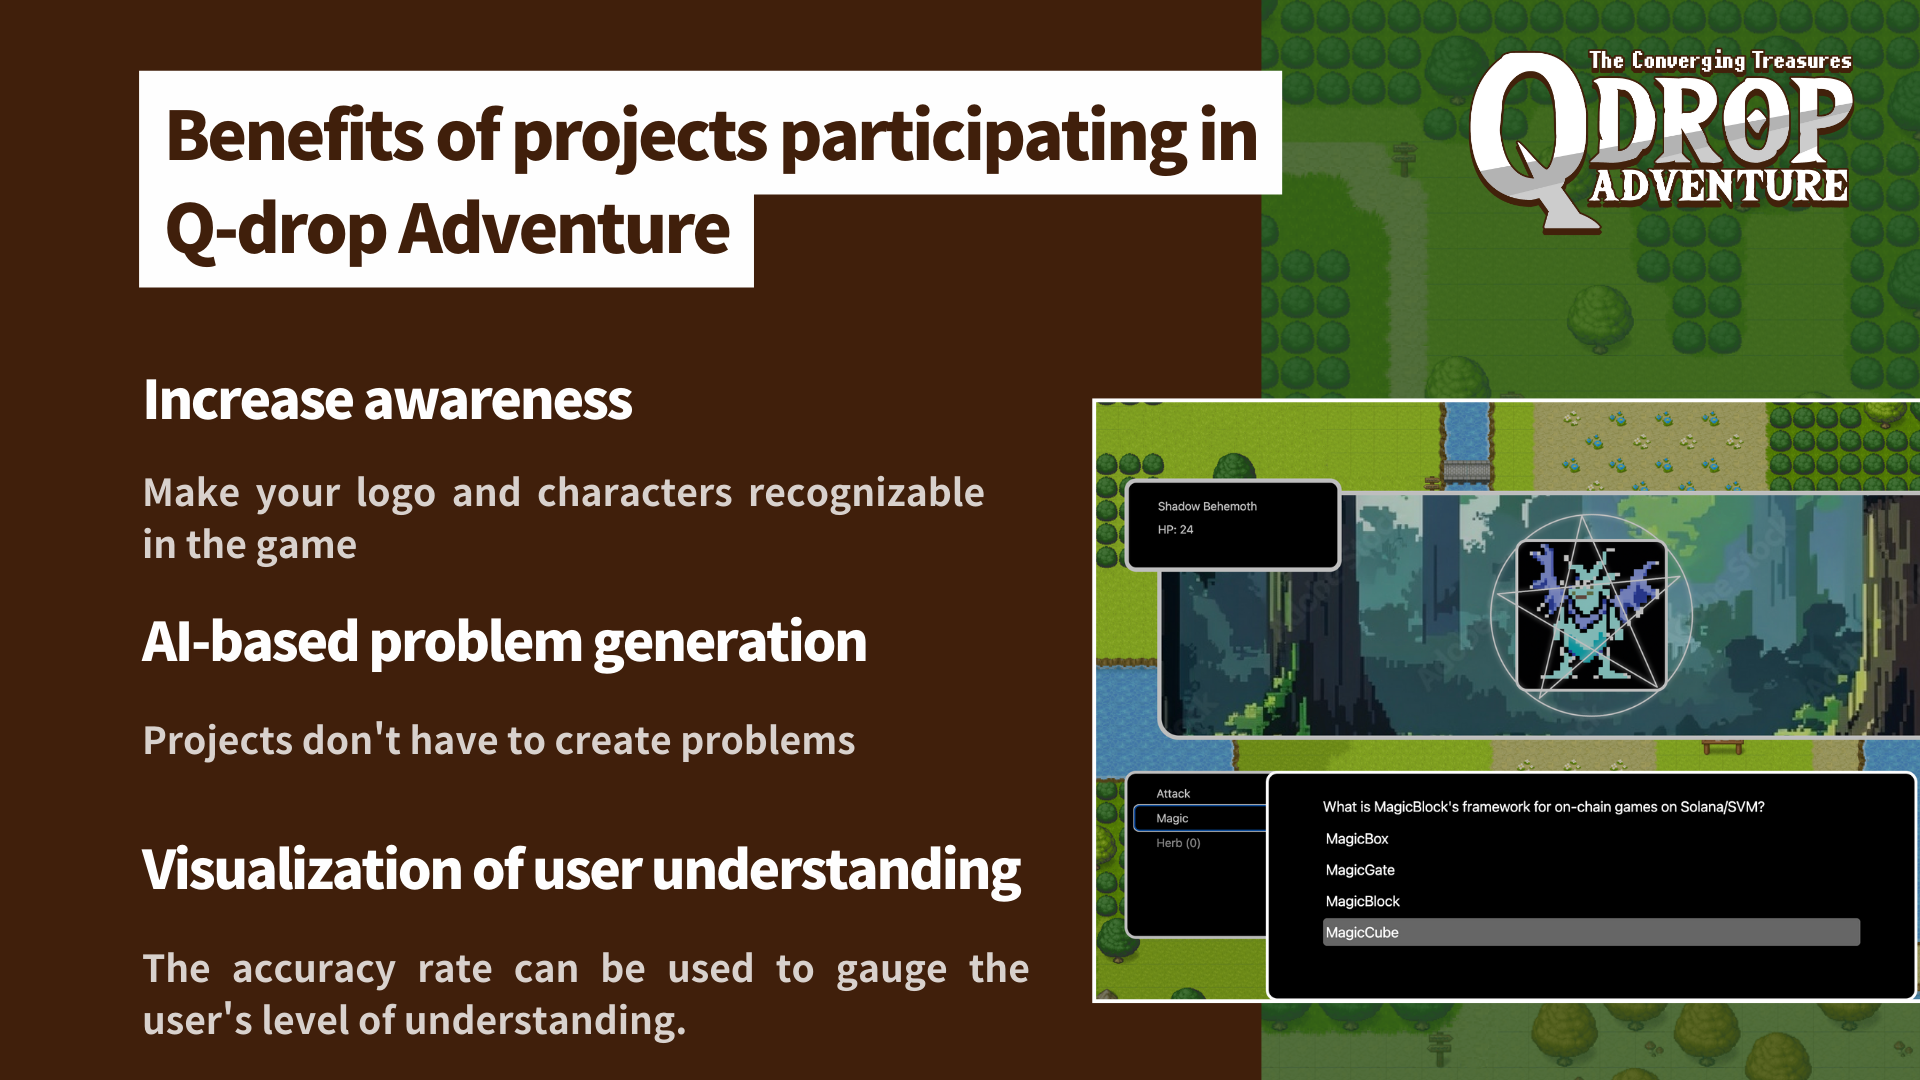 Benefits of projects participating in
Q-drop Adventure
The Converging Treasures
QDROP
ADVENTURE
Increase awareness
Make your logo and characters recognizable
in the game
AI-based problem generation
Projects don't have to create problems
Visualization of user understanding
The accuracy rate can be used to gauge the
user's level of understanding.
Shadow Behemoth
HP: 24
Attack
Magic
Herb (0)
What is MagicBlock's framework for on-chain games on Solana/SVM?
MagicBox
MagicGate
MagicBlock
MagicCube